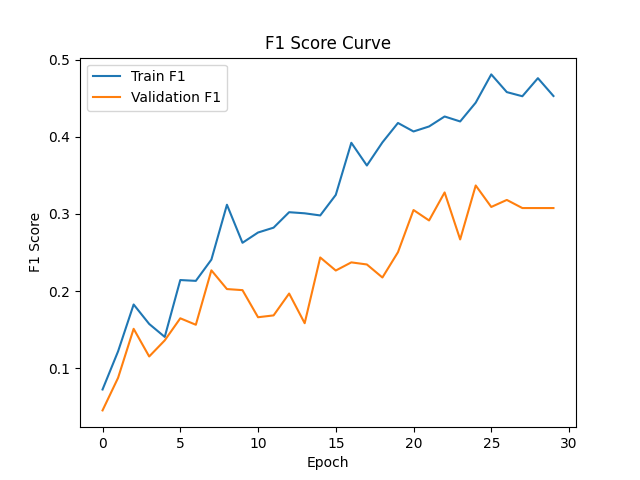 F1 Score Curve
Train F1
Validation F1
F1 Score
0.5
0.4
0.3
0.2
0.1
0 5 10 15 20 25 30
Epoch